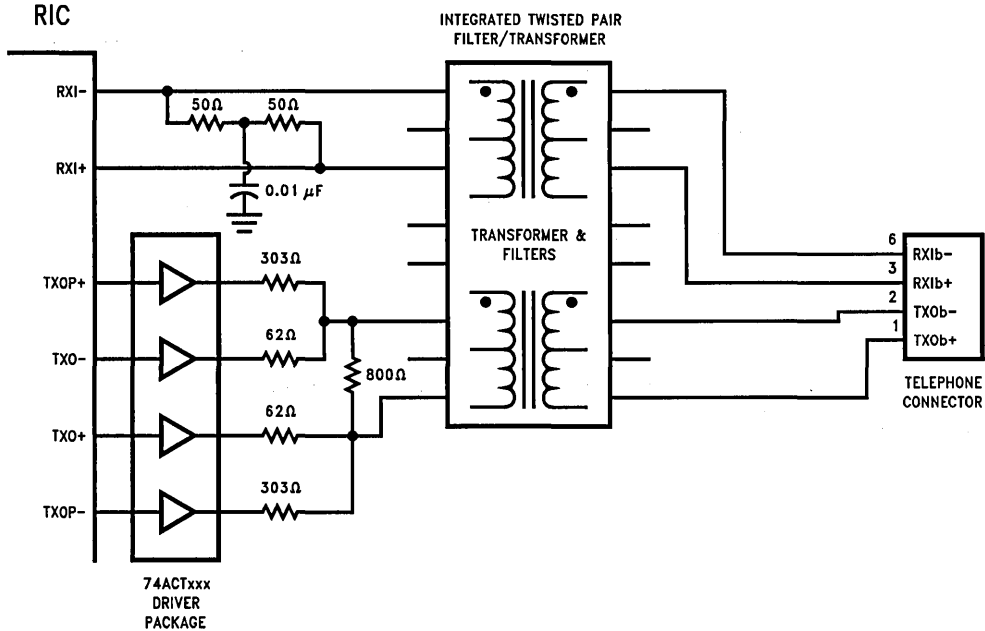 RIC
INTEGRATED TWISTED PAIR
FILTER/TRANSFORMER
RXI-
50Ω
50Ω
RXI+
0.01 μF
TRANSFORMER &
FILTERS
303Ω
TXOP+
62Ω
TXO-
800Ω
62Ω
TXO+
303Ω
TXOP-
6
RXIb-
3
RXIb+
2
TXOb-
1
TXOb+
TELEPHONE
CONNECTOR
74ACTxxx
DRIVER
PACKAGE